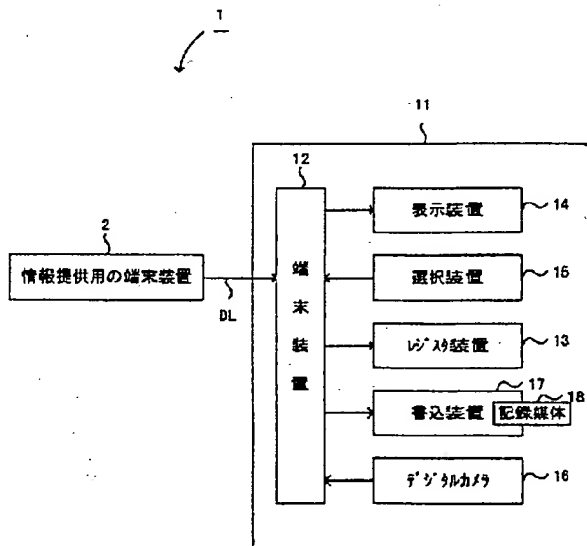 1
11
12
表示装置
14
2
情報提供用の端末装置
DL
端末装置
選択装置
15
レジスタ装置
13
17
書込装置
記録媒体
18
デジタルカメラ
16